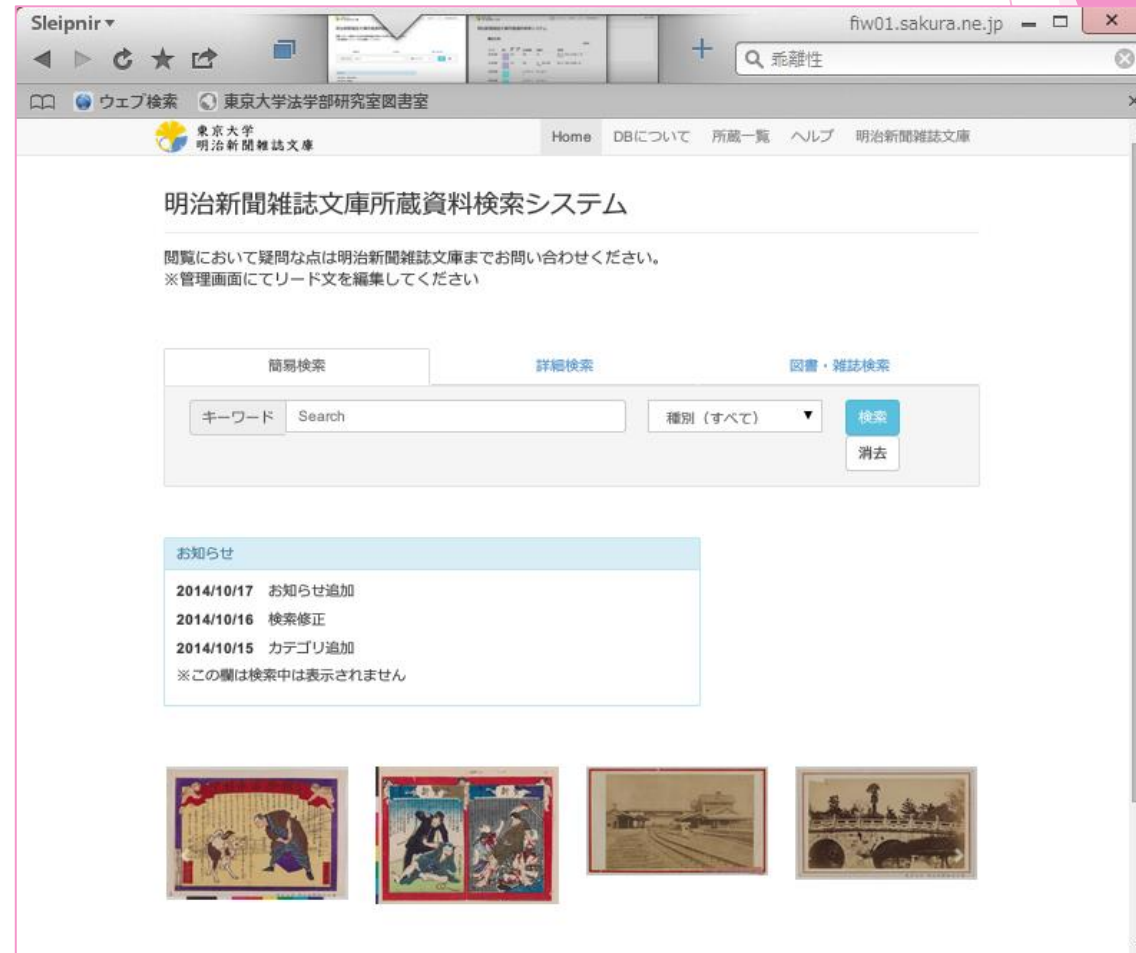 Sleipnir ▾
fiw01.sakura.ne.jp
乖離性
ウェブ検索
東京大学法学部研究室図書室
東京大学
明治新聞雑誌文庫
Home
DBについて
所蔵一覧
ヘルプ
明治新聞雑誌文庫
明治新聞雑誌文庫所蔵資料検索システム
閲覧において疑問な点は明治新聞雑誌文庫までお問い合わせください。
※管理画面にてリード文を編集してください
簡易検索
詳細検索
図書・雑誌検索
キーワード
Search
種別（すべて）
検索
消去
お知らせ
2014/10/17 お知らせ追加
2014/10/16 検索修正
2014/10/15 カテゴリ追加
※この欄は検索中は表示されません